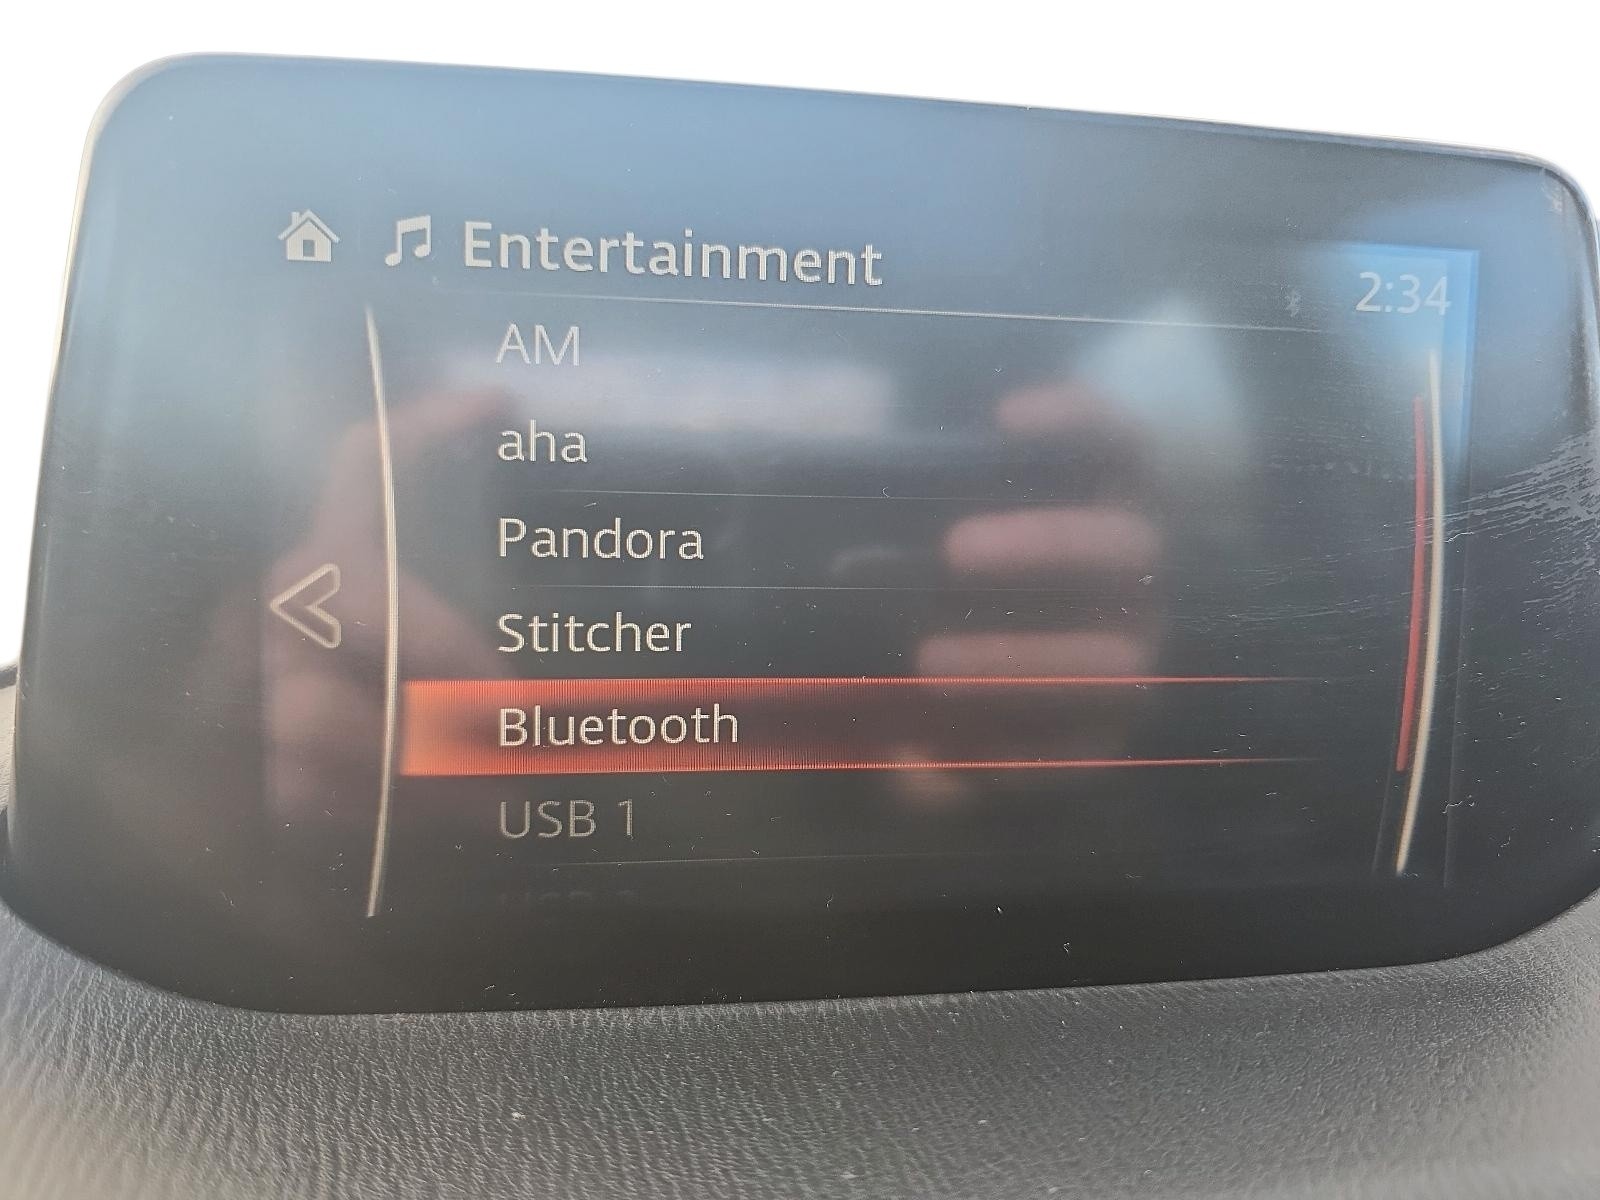 Entertainment
2:34
AM
aha
Pandora
Stitcher
Bluetooth
USB 1